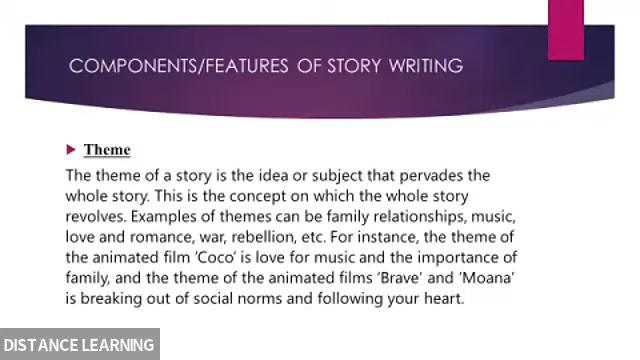 COMPONENTS/FEATURES OF STORY WRITING
Theme
The theme of a story is the idea or subject that pervades the
whole story. This is the concept on which the whole story
revolves. Examples of themes can be family relationships, music,
love and romance, war, rebellion, etc. For instance, the theme of
the animated film ‘Coco’ is love for music and the importance of
family, and the theme of the animated films ‘Brave’ and ‘Moana’
is breaking out of social norms and following your heart.
DISTANCE LEARNING